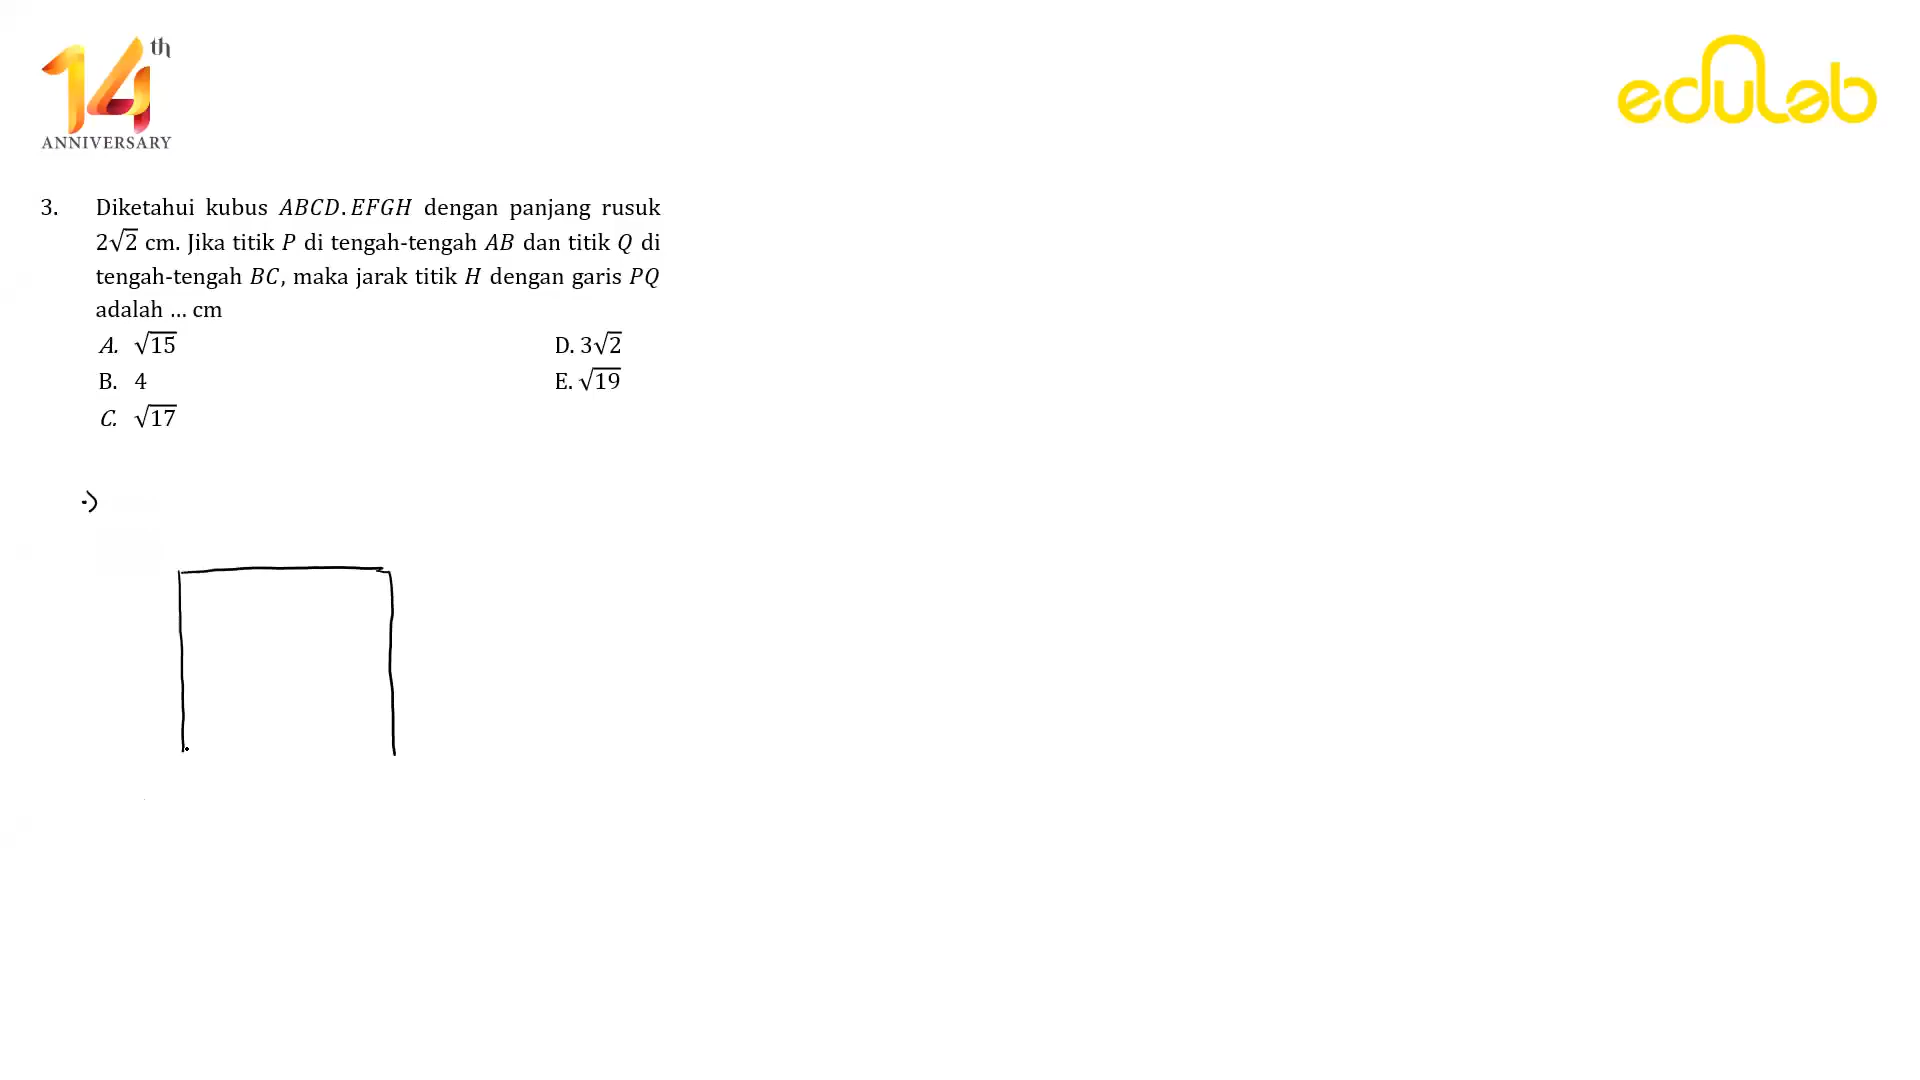 14th
ANNIVERSARY
edulab
3. Diketahui kubus ABCD.EFGH dengan panjang rusuk
2√2 cm. Jika titik P di tengah-tengah AB dan titik Q di
tengah-tengah BC, maka jarak titik H dengan garis PQ
adalah ... cm
A. √15 D. 3√2
B. 4 E. √19
C. √17